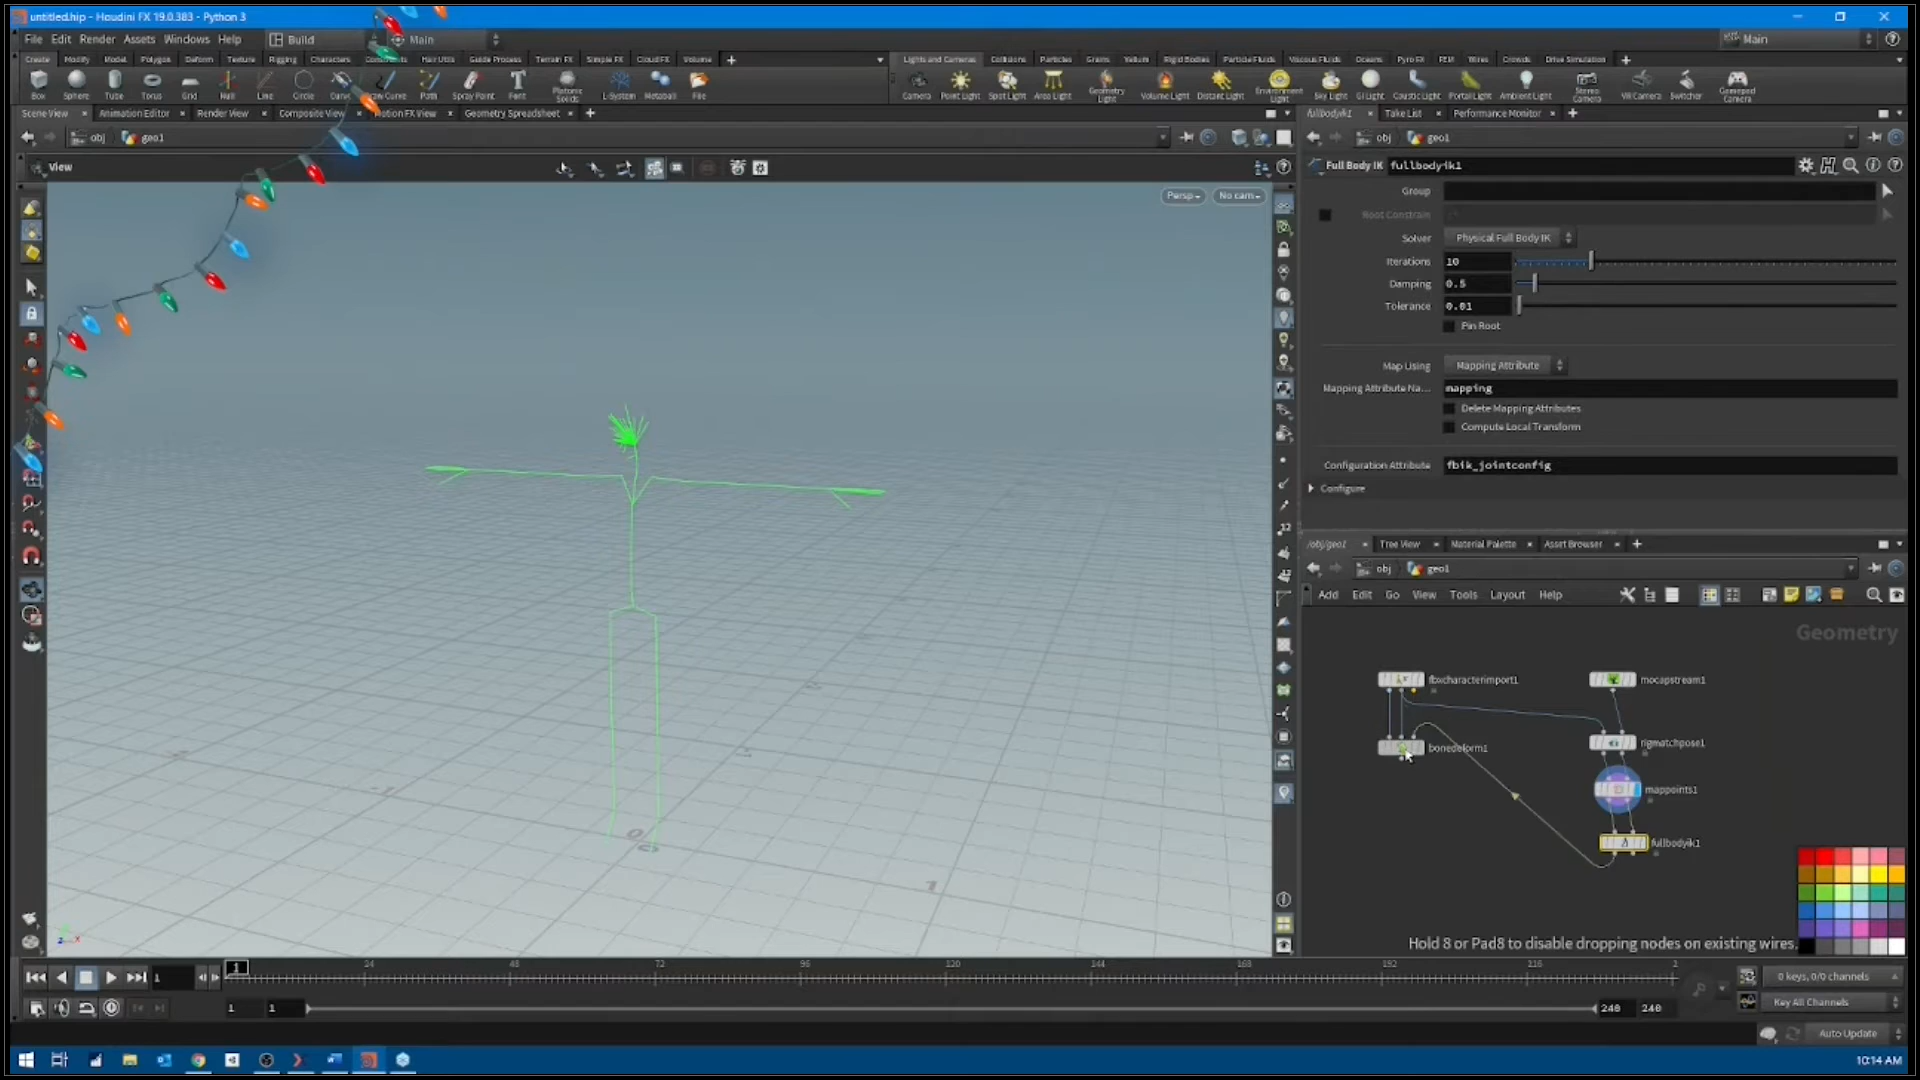 untitled.hip - Houdini FX 19.0.383 - Python 3
File Edit Render Assets Windows Help Build Main Main
Create Modify Model Polygon Deform Texture Rigging Characters Hair Utils Guide Process Terrain FX Simple FX Cloud FX Volume
Lights and Cameras Collisions Particles Grains Vellum Rigid Bodies Particle Fluids Viscous Fluids Oceans Pyro FX FEM Wires Crowds Drive Simulation
Box Sphere Tube Torus Grid Null Line Circle Curve Draw Curve Path Spray Paint Font Platonic Solids L-System Metaball File
Camera Point Light Spot Light Area Light Geometry Light Volume Light Distant Light Environment Light Sky Light GI Light Caustic Light Portal Light Ambient Light Stereo Camera VR Camera Switcher Gamepad Camera
Scene View Animation Editor Render View Composite View Motion FX View Geometry Spreadsheet
fullbodyik1 Take List Performance Monitor
obj geo1
obj geo1
View
Persp No cam
Full Body IK fullbodyik1
Group
Root Constrain
Solver Physical Full Body IK
Iterations 10
Damping 0.5
Tolerance 0.01
Pin Root
Map Using Mapping Attribute
Mapping Attribute Na... mapping
Delete Mapping Attributes
Compute Local Transform
Configuration Attribute fbik_jointconfig
Configure
/obj/geo1 Tree View Material Palette Asset Browser
obj geo1
Add Edit Go View Tools Layout Help
Geometry
fbxcharacterimport1 mocapstream1
bonedeform1 rigmatchpose1
mappoints1
fullbodyik1
Hold 8 or Pad8 to disable dropping nodes on existing wires.
-1 0 0 1
1 1 24 48 72 96 120 144 168 192 216 2
0 keys, 0/0 channels
1 1 240 240 Key All Channels
Auto Update
10:14 AM